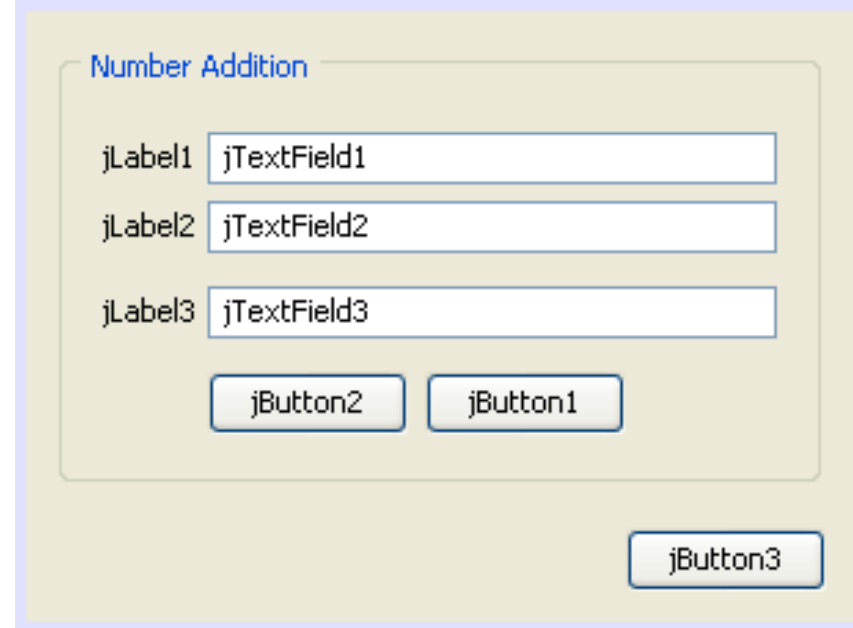 Number Addition
jLabel1 jTextField1
jLabel2 jTextField2
jLabel3 jTextField3
jButton2 jButton1
jButton3